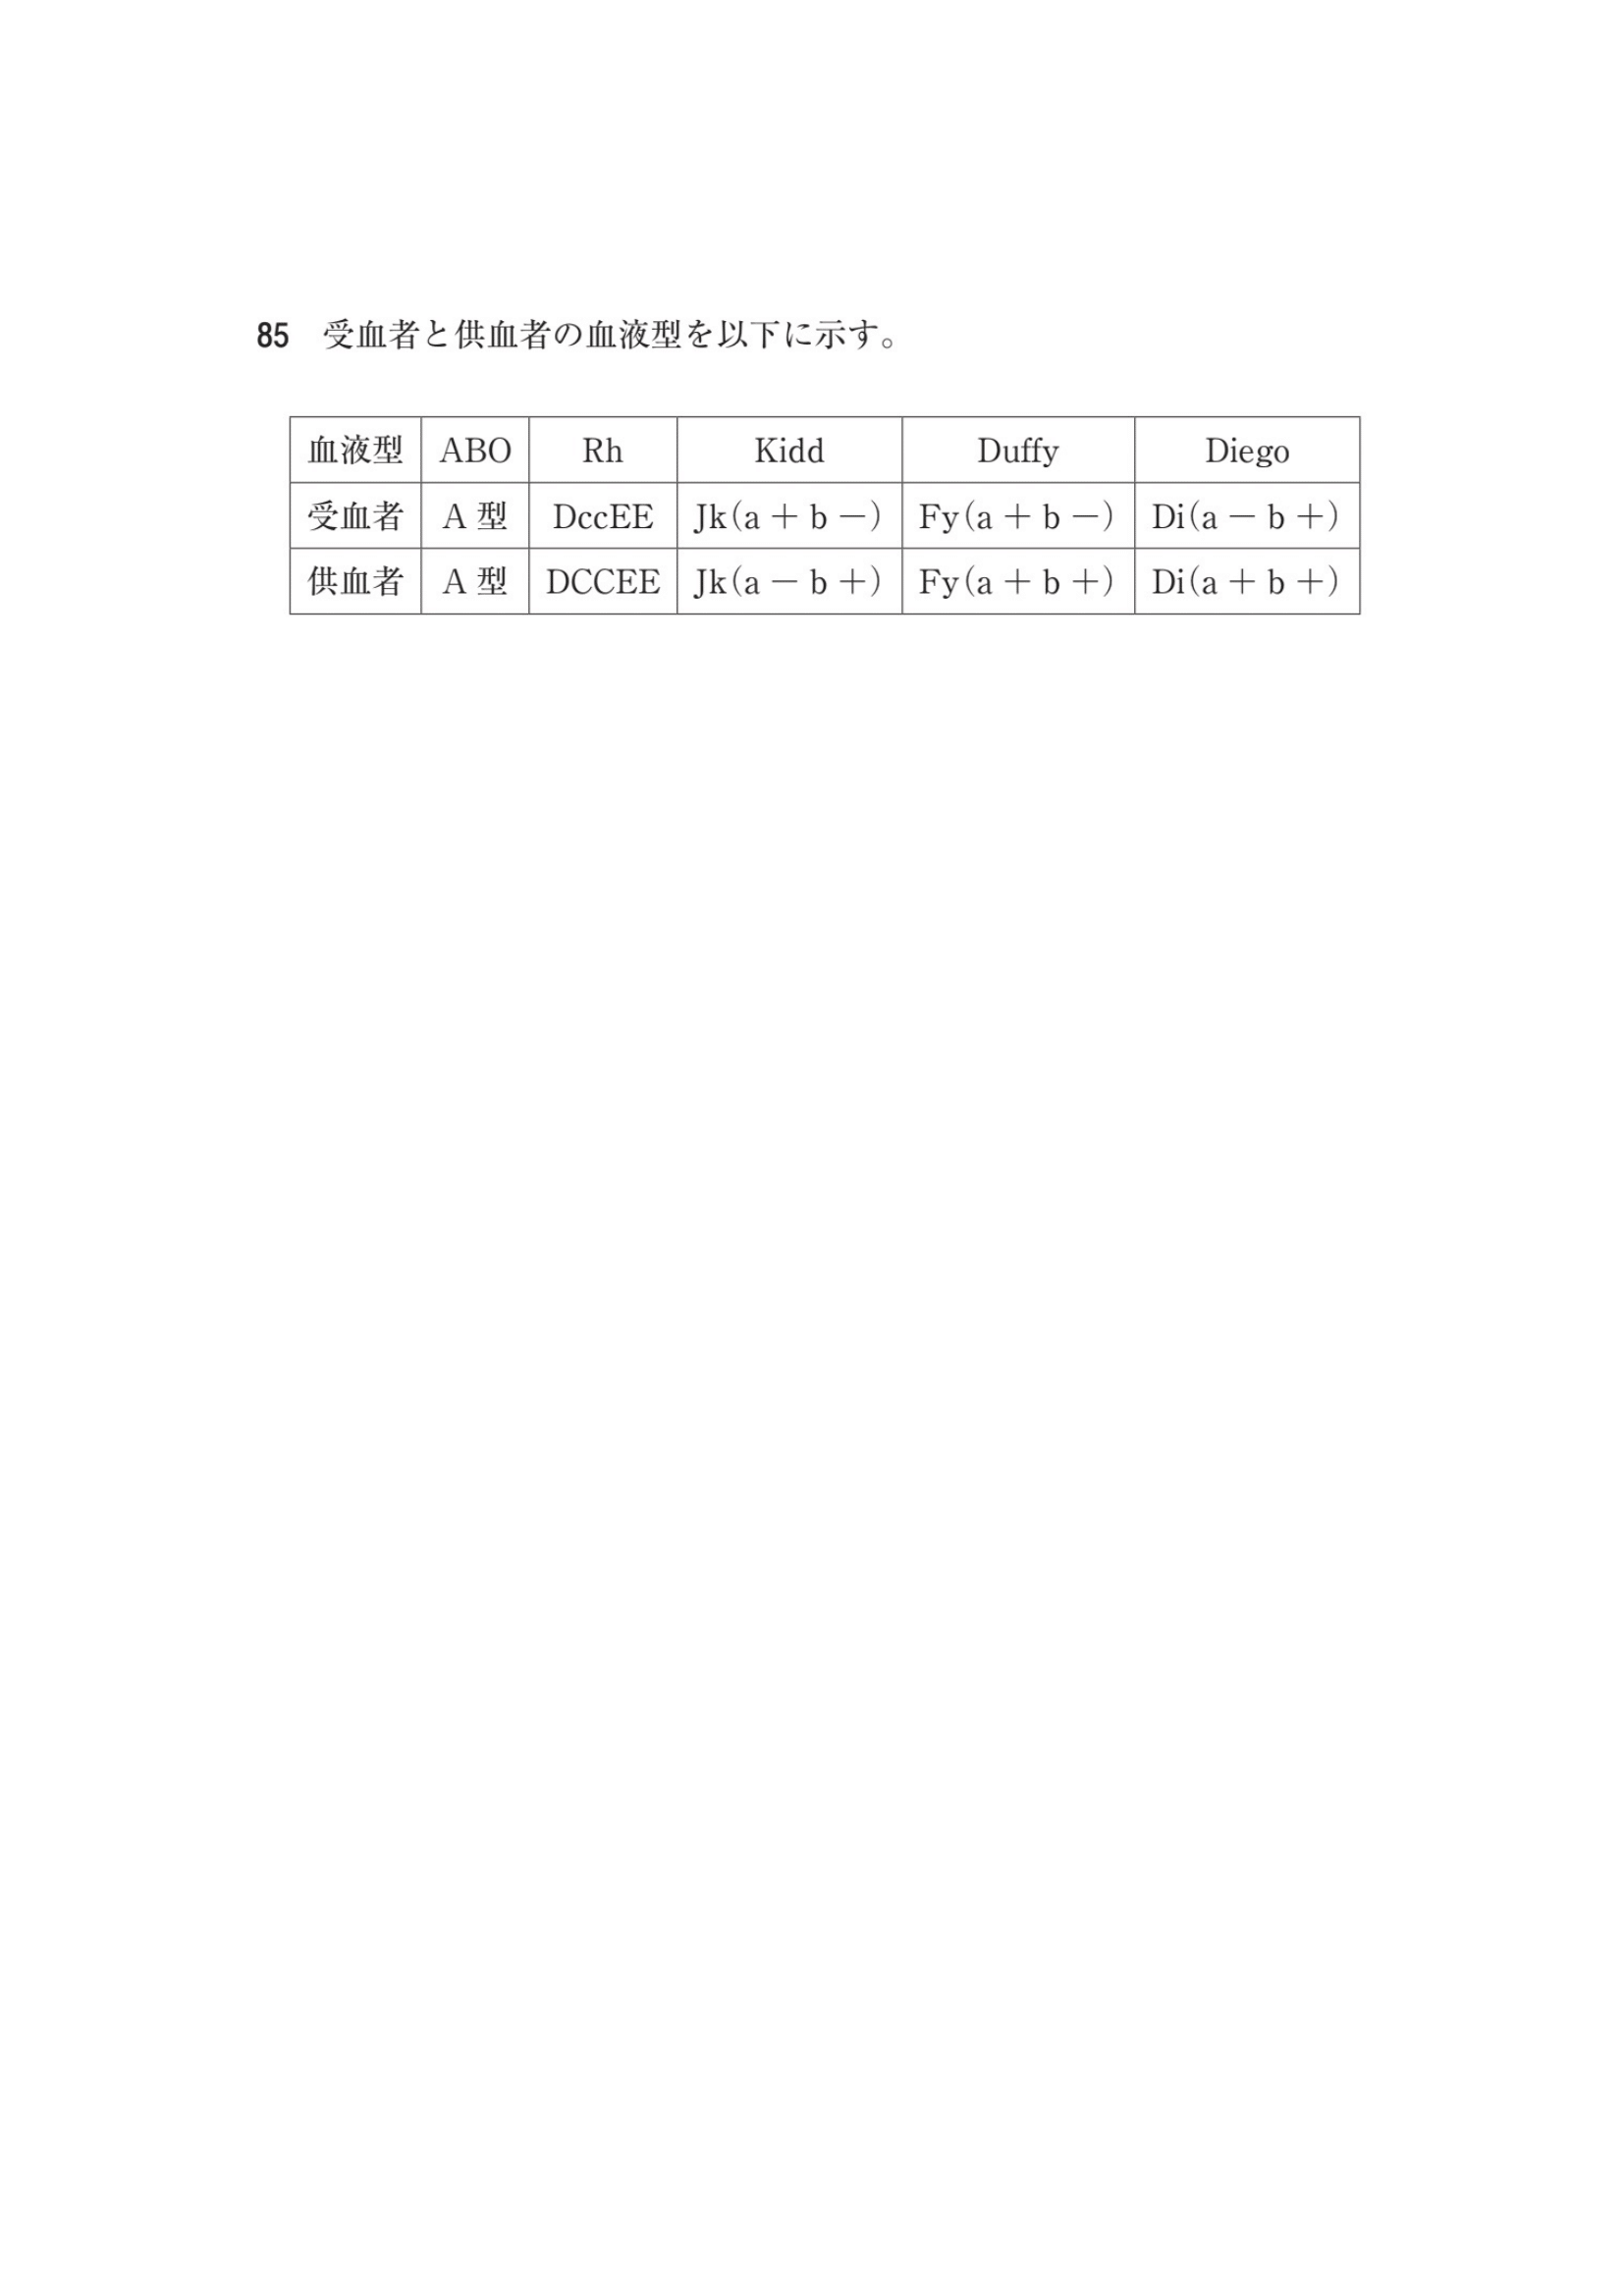 85 受血者と供血者の血液型を以下に示す。
血液型 ABO Rh Kidd Duffy Diego
受血者 A 型 DccEE Jk(a + b −) Fy(a + b −) Di(a − b +)
供血者 A 型 DCCEE Jk(a − b +) Fy(a + b +) Di(a + b +)